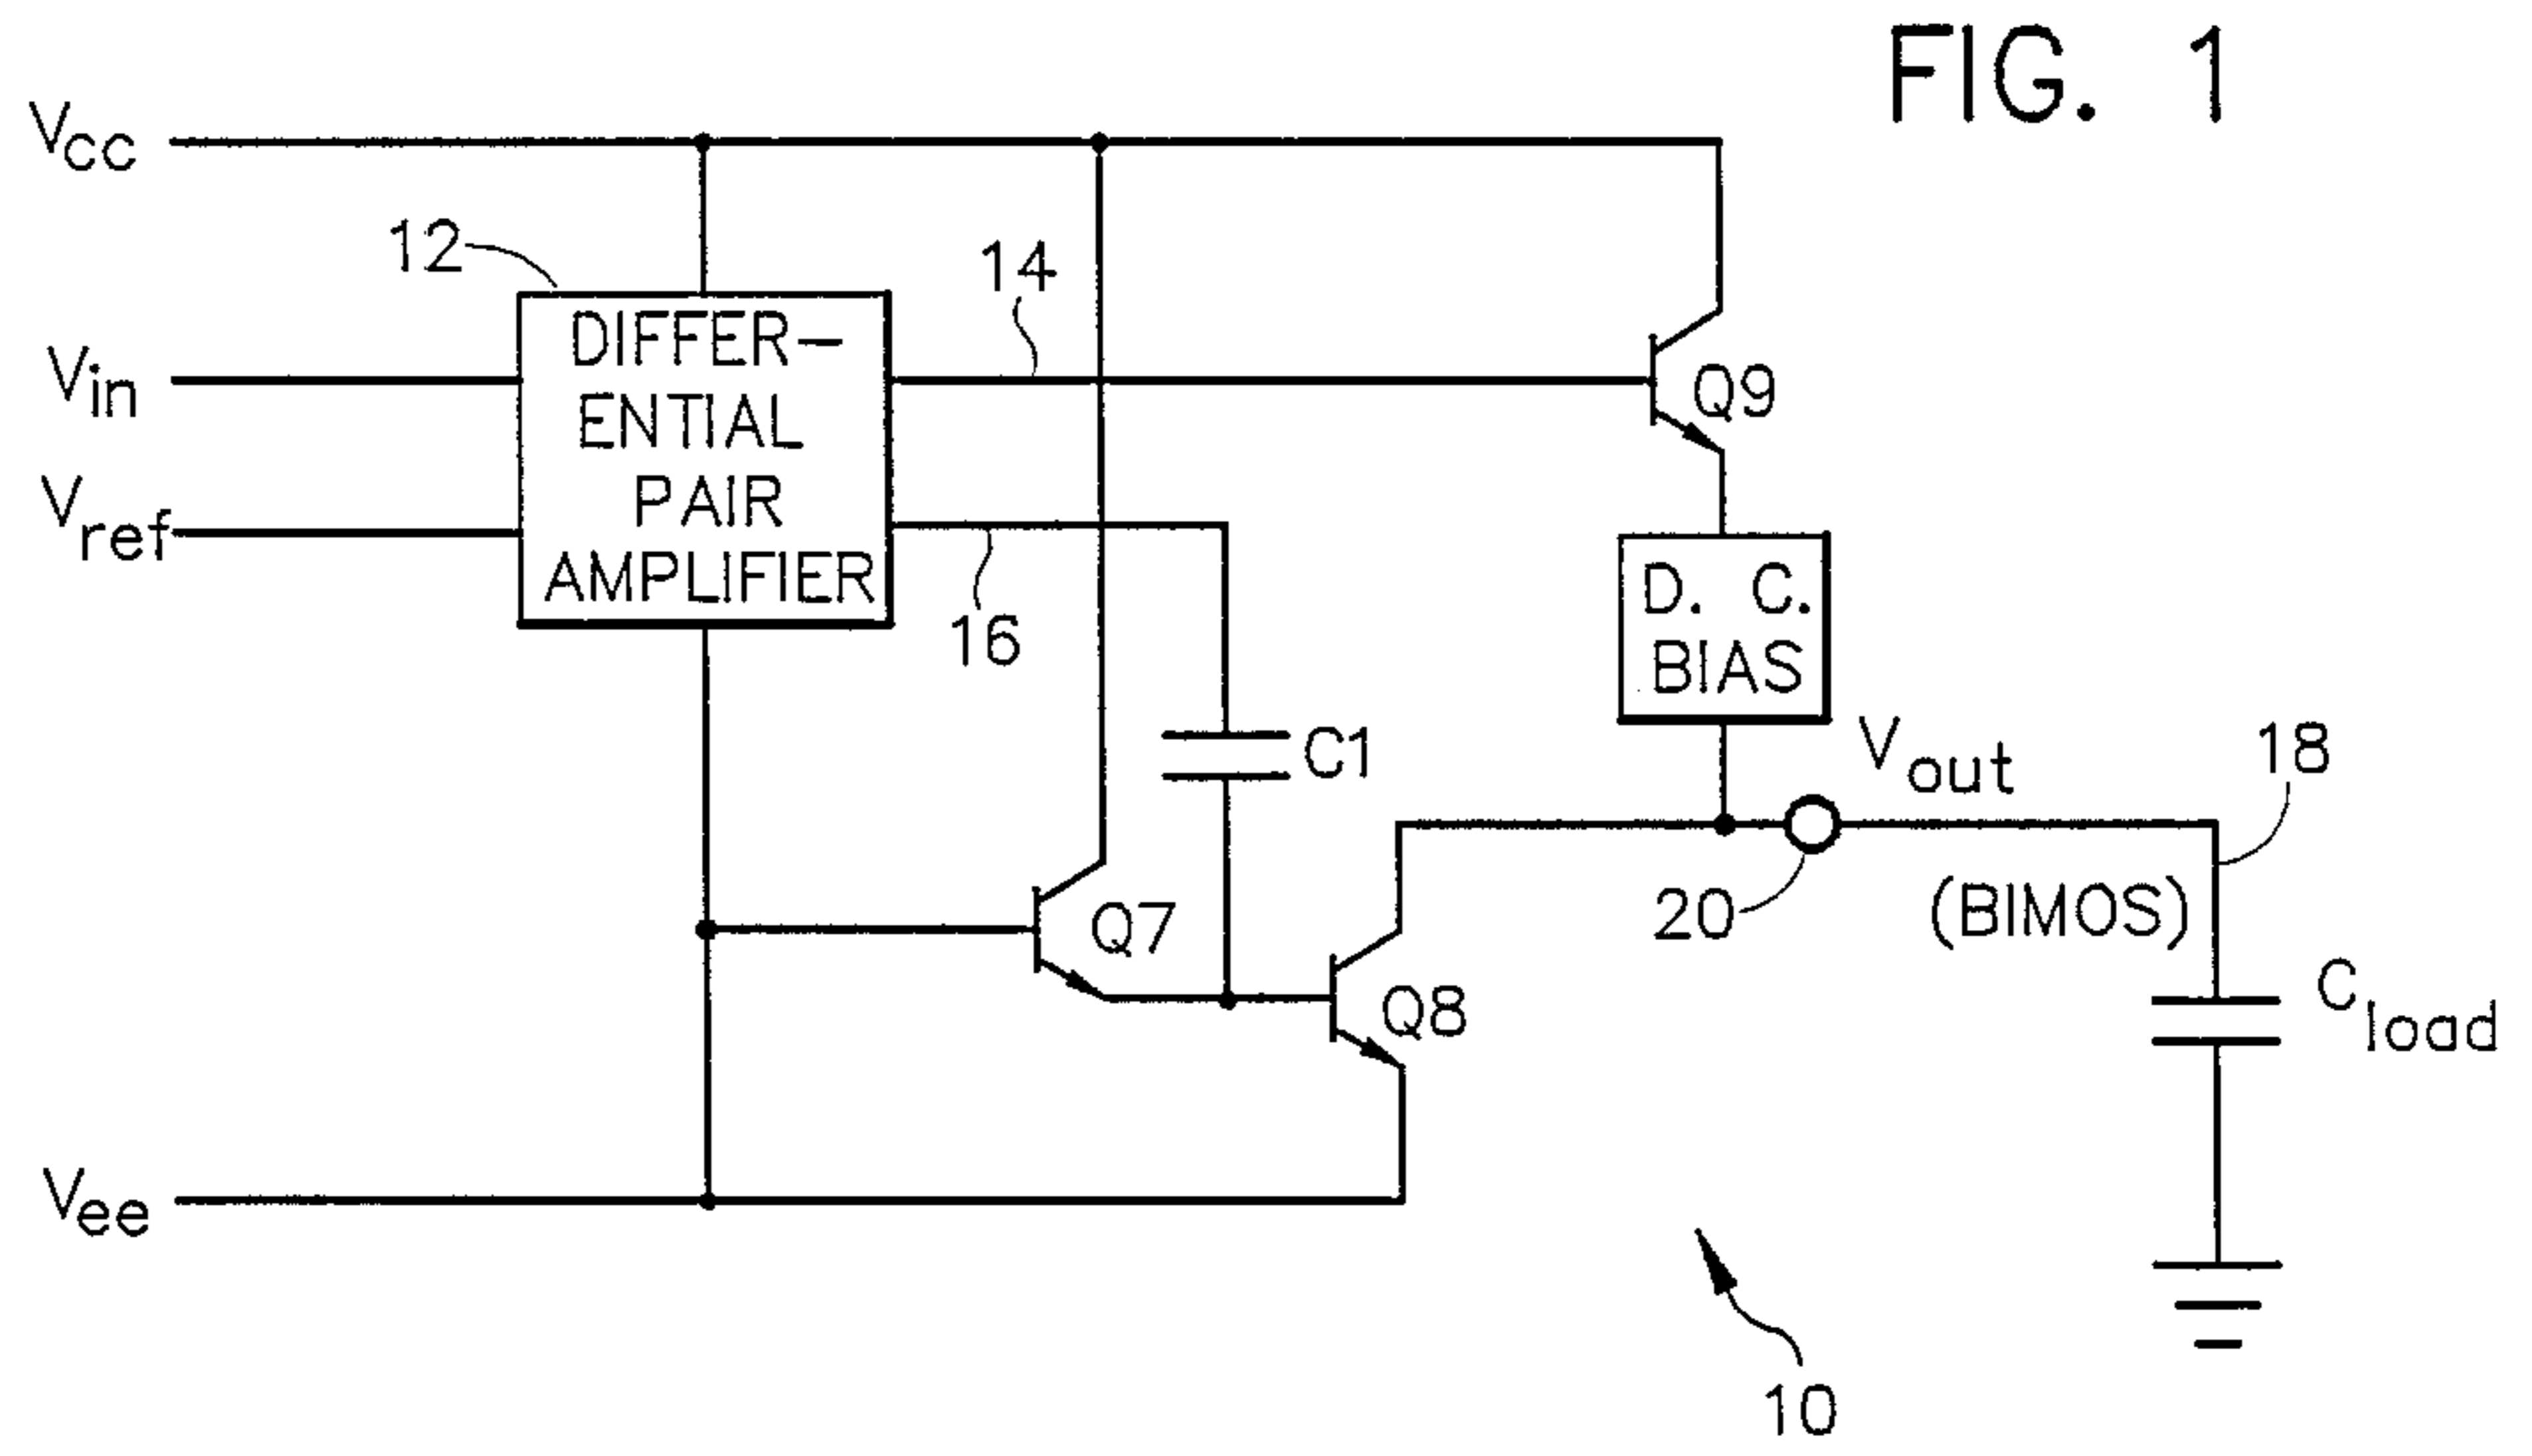 FIG. 1
Vcc
12
14
Vin
DIFFER-
ENTIAL
PAIR
AMPLIFIER
Q9
Vref
16
D. C.
BIAS
C1
Vout
18
20
(BIMOS)
Q7
Q8
Cload
Vee
10